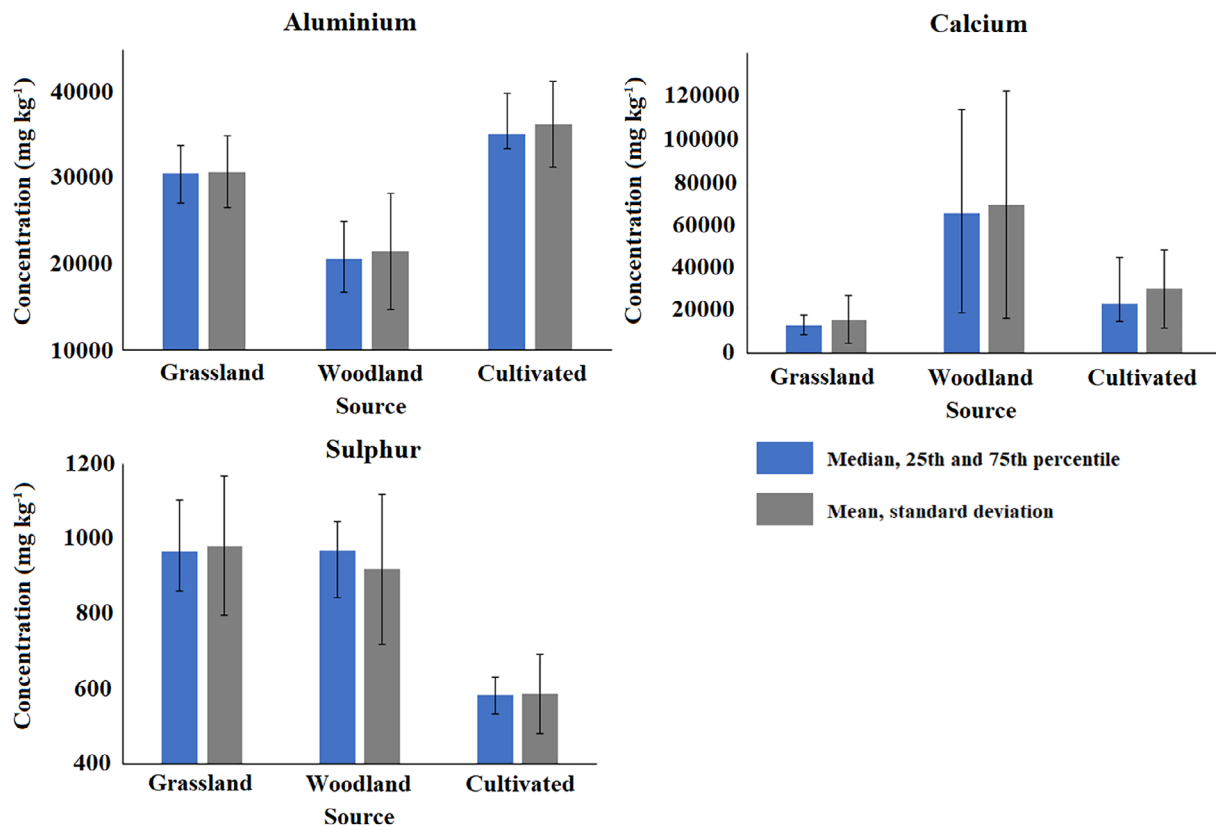 Aluminium
Concentration (mg kg⁻¹)
40000
30000
20000
10000
Grassland
Woodland
Cultivated
Source
Calcium
Concentration (mg kg⁻¹)
120000
100000
80000
60000
40000
20000
0
Grassland
Woodland
Cultivated
Source
Sulphur
Concentration (mg kg⁻¹)
1200
1000
800
600
400
Grassland
Woodland
Cultivated
Source
Median, 25th and 75th percentile
Mean, standard deviation